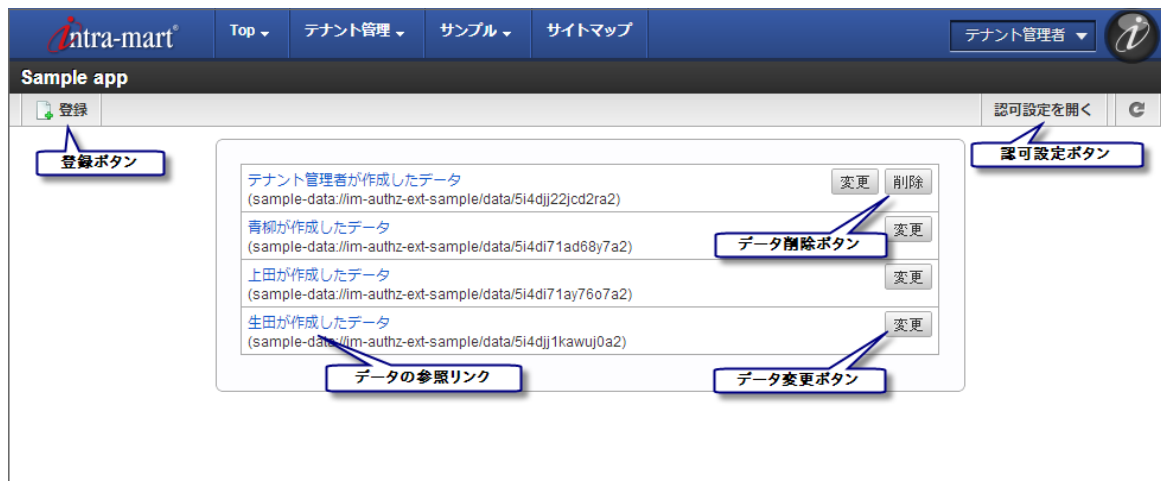 intra-mart® Top テナント管理 サンプル サイトマップ テナント管理者
Sample app
登録 認可設定を開く
登録ボタン 認可設定ボタン
テナント管理者が作成したデータ 変更 削除
(sample-data://im-authz-ext-sample/data/5i4djj22jcd2ra2)
青柳が作成したデータ 変更
(sample-data://im-authz-ext-sample/data/5i4di71ad68y7a2)
データ削除ボタン
上田が作成したデータ 変更
(sample-data://im-authz-ext-sample/data/5i4di71ay76o7a2)
生田が作成したデータ 変更
(sample-data://im-authz-ext-sample/data/5i4djj1kawuj0a2)
データの参照リンク データ変更ボタン